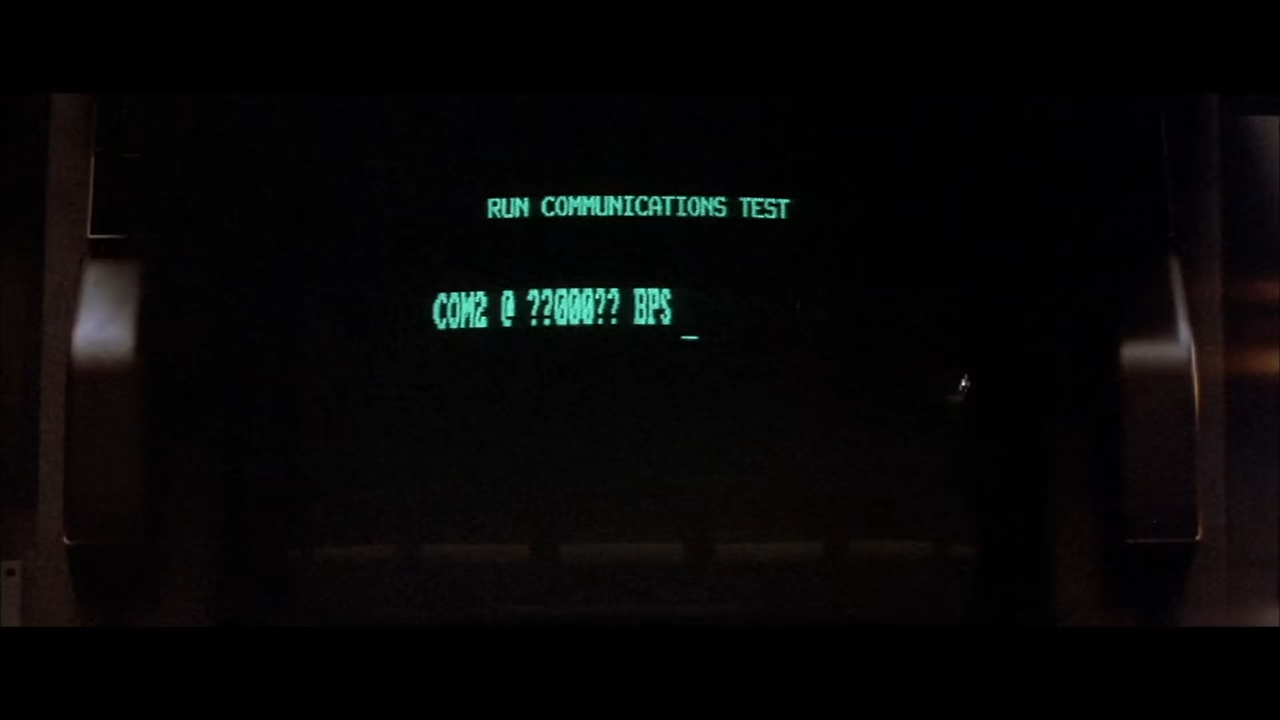 RUN COMMUNICATIONS TEST
COM2 @ ??000?? BPS _